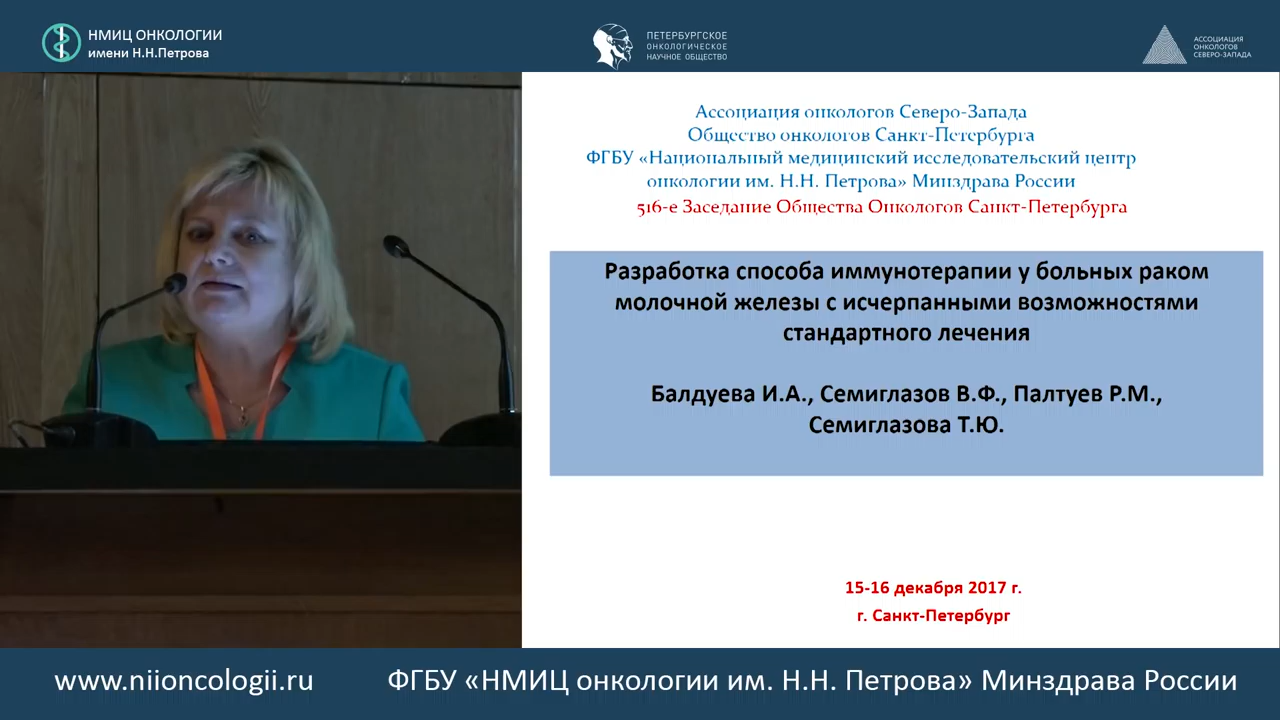 НМИЦ ОНКОЛОГИИ
имени Н.Н.Петрова
ПЕТЕРБУРГСКОЕ
ОНКОЛОГИЧЕСКОЕ
НАУЧНОЕ ОБЩЕСТВО
АССОЦИАЦИЯ
ОНКОЛОГОВ
СЕВЕРО-ЗАПАДА
Ассоциация онкологов Северо-Запада
Общество онкологов Санкт-Петербурга
ФГБУ «Национальный медицинский исследовательский центр
онкологии им. Н.Н. Петрова» Минздрава России
516-е Заседание Общества Онкологов Санкт-Петербурга
Разработка способа иммунотерапии у больных раком
молочной железы с исчерпанными возможностями
стандартного лечения
Балдуева И.А., Семиглазов В.Ф., Палтуев Р.М.,
Семиглазова Т.Ю.
15-16 декабря 2017 г.
г. Санкт-Петербург
www.niioncologii.ru
ФГБУ «НМИЦ онкологии им. Н.Н. Петрова» Минздрава России